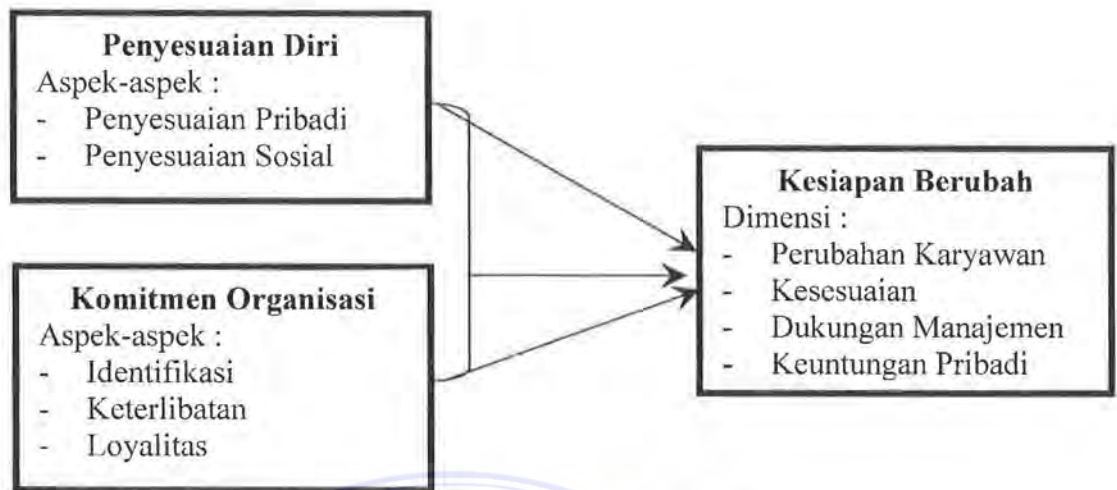 Penyesuaian Diri
Aspek-aspek :
- Penyesuaian Pribadi
- Penyesuaian Sosial
Komitmen Organisasi
Aspek-aspek :
- Identifikasi
- Keterlibatan
- Loyalitas
Kesiapan Berubah
Dimensi :
- Perubahan Karyawan
- Kesesuaian
- Dukungan Manajemen
- Keuntungan Pribadi